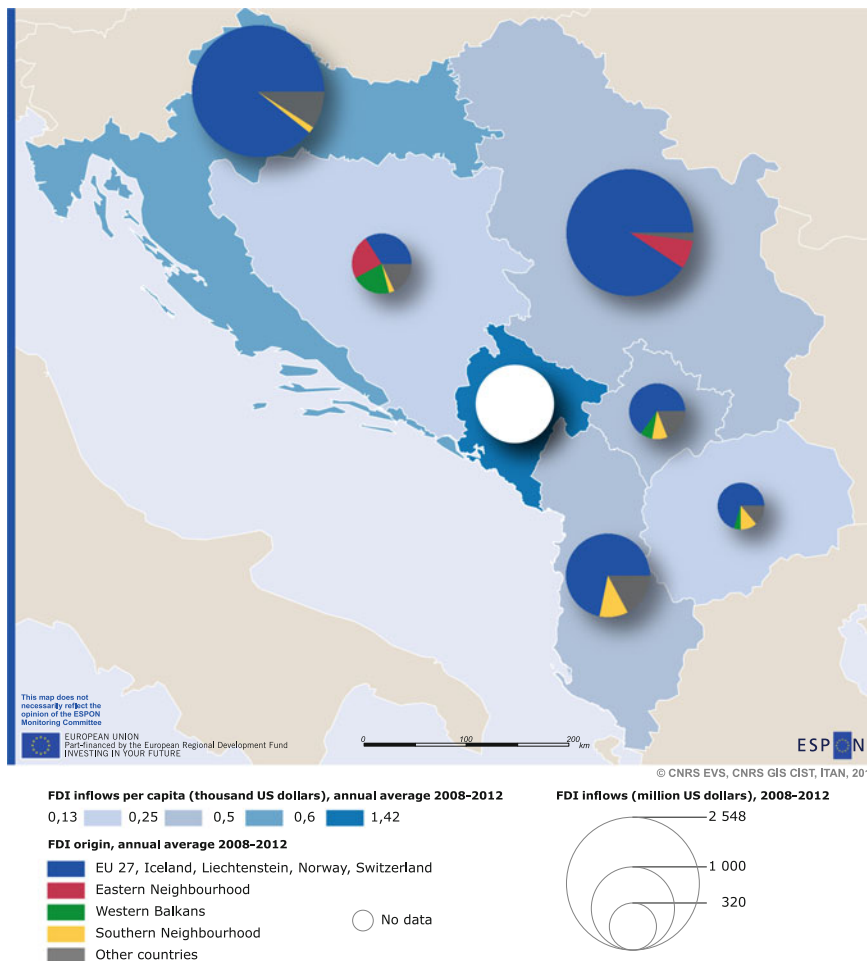 This map does not
necessarily reflect the
opinion of the ESPON
Monitoring Committee
EUROPEAN UNION
Part-financed by the European Regional Development Fund
INVESTING IN YOUR FUTURE
0 100 200
km
ESPON
© CNRS EVS, CNRS GIS CIST, ITAN,
FDI inflows per capita (thousand US dollars), annual average 2008–2012
0,13 0,25 0,5 0,6 1,42
FDI origin, annual average 2008–2012
EU 27, Iceland, Liechtenstein, Norway, Switzerland
Eastern Neighbourhood
Western Balkans
Southern Neighbourhood
Other countries
No data
FDI inflows (million US dollars), 2008–2012
2 548
1 000
320